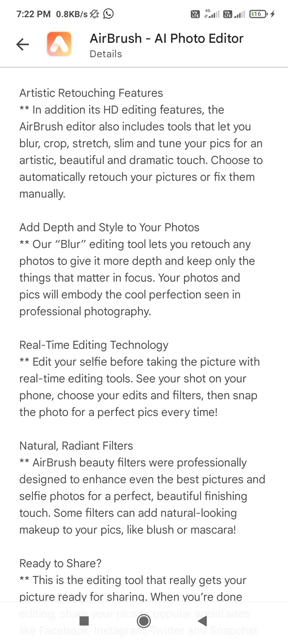 7:22 PM 0.8KB/s
AirBrush - AI Photo Editor
Details
Artistic Retouching Features
** In addition its HD editing features, the
AirBrush editor also includes tools that let you
blur, crop, stretch, slim and tune your pics for an
artistic, beautiful and dramatic touch. Choose to
automatically retouch your pictures or fix them
manually.
Add Depth and Style to Your Photos
** Our “Blur” editing tool lets you retouch any
photos to give it more depth and keep only the
things that matter in focus. Your photos and
pics will embody the cool perfection seen in
professional photography.
Real-Time Editing Technology
** Edit your selfie before taking the picture with
real-time editing tools. See your shot on your
phone, choose your edits and filters, then snap
the photo for a perfect pics every time!
Natural, Radiant Filters
** AirBrush beauty filters were professionally
designed to enhance even the best pictures and
selfie photos for a perfect, beautiful finishing
touch. Some filters can add natural-looking
makeup to your pics, like blush or mascara!
Ready to Share?
** This is the editing tool that really gets your
picture ready for sharing. When you’re done